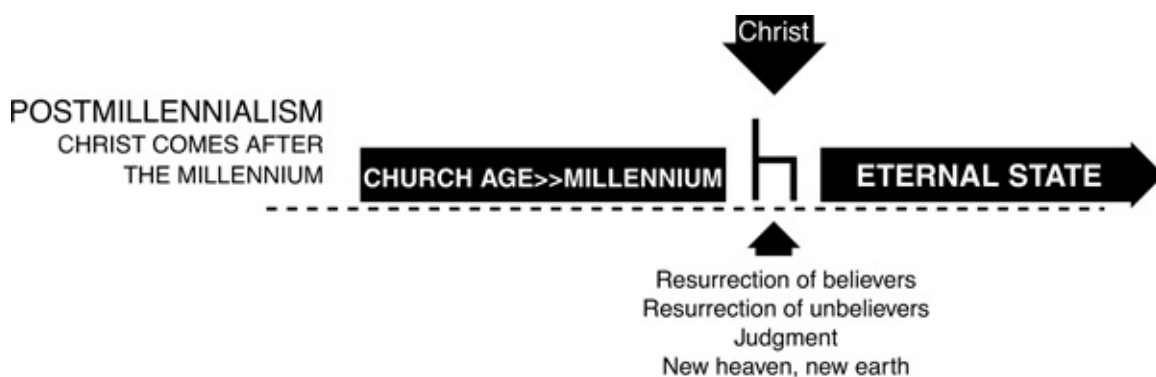 Christ
POSTMILLENNIALISM
CHRIST COMES AFTER
THE MILLENNIUM
CHURCH AGE>>MILLENNIUM
ETERNAL STATE
Resurrection of believers
Resurrection of unbelievers
Judgment
New heaven, new earth